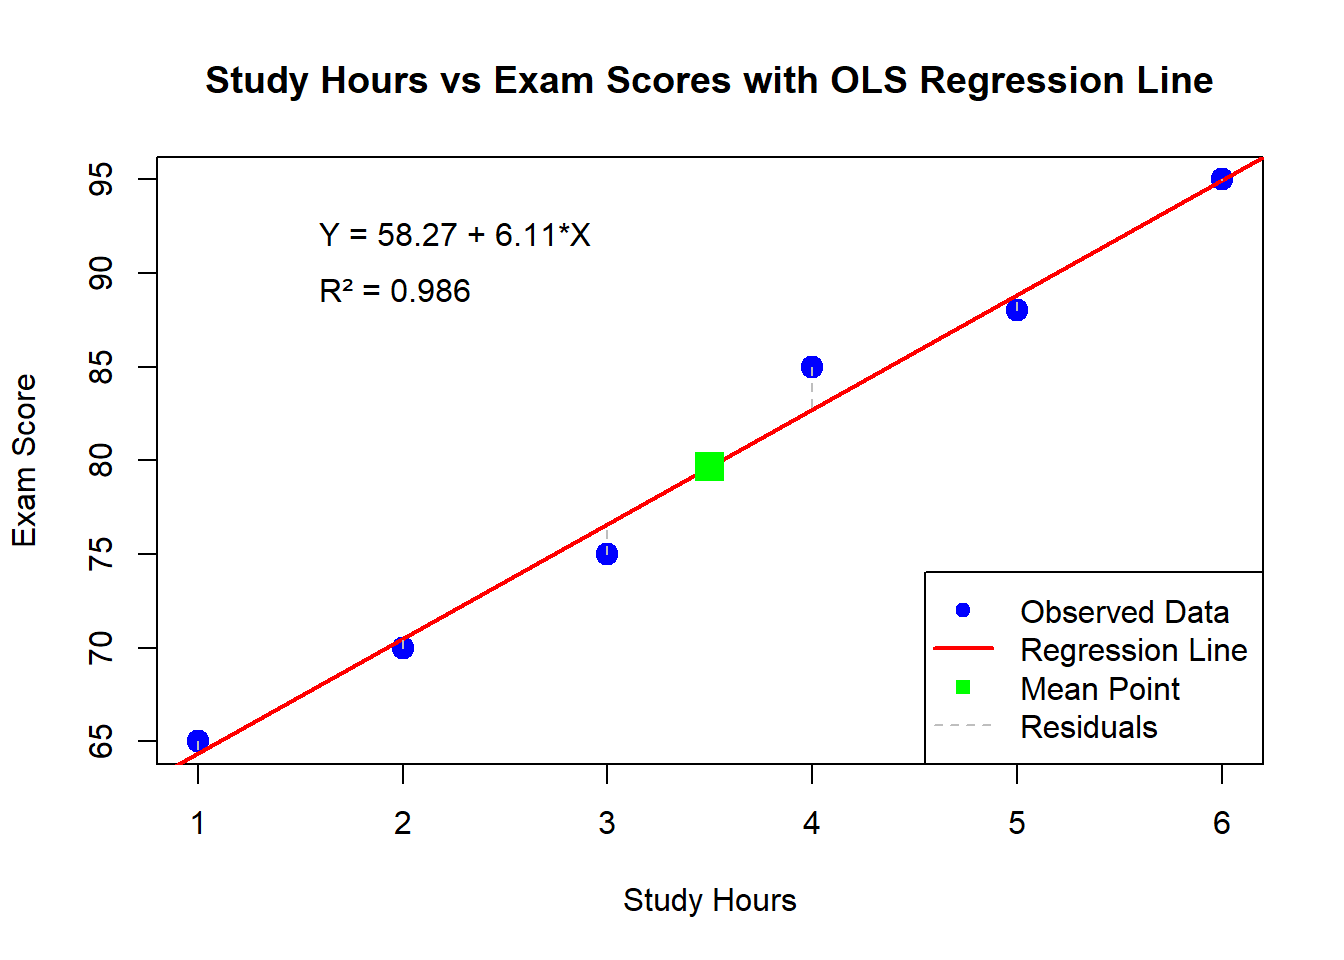 Study Hours vs Exam Scores with OLS Regression Line
Y = 58.27 + 6.11*X
R² = 0.986
Exam Score
95
90
85
80
75
70
65
Observed Data
Regression Line
Mean Point
Residuals
1 2 3 4 5 6
Study Hours